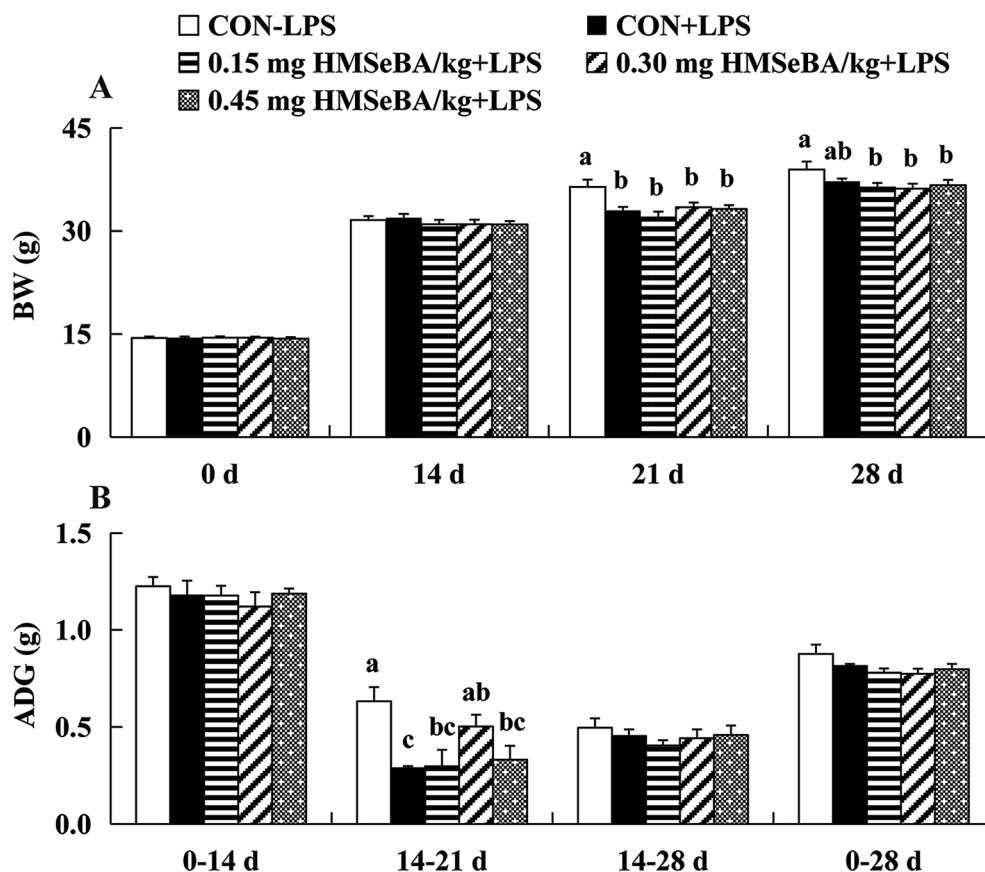 CON-LPS CON+LPS
0.15 mg HMSeBA/kg+LPS 0.30 mg HMSeBA/kg+LPS
A
0.45 mg HMSeBA/kg+LPS
45
30
15
0
BW (g)
a b b b b
a ab b b b
0 d 14 d 21 d 28 d
B
1.5
1.0
0.5
0.0
ADG (g)
a c bc ab bc
0-14 d 14-21 d 14-28 d 0-28 d